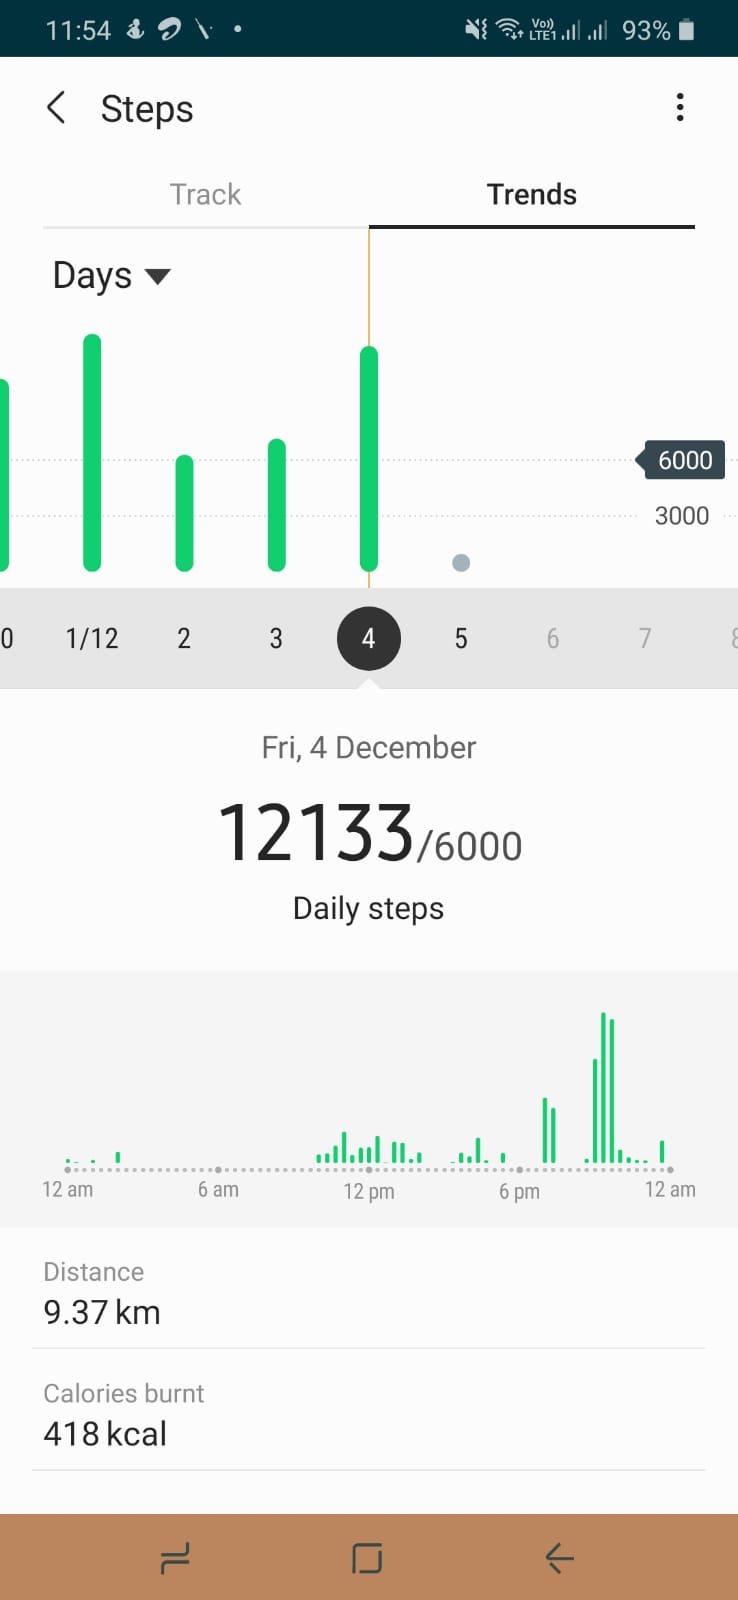 11:54 Vo)) LTE1 93%
Steps
Track Trends
Days
6000
3000
0 1/12 2 3 4 5 6 7 8
Fri, 4 December
12133/6000
Daily steps
12 am 6 am 12 pm 6 pm 12 am
Distance
9.37 km
Calories burnt
418 kcal